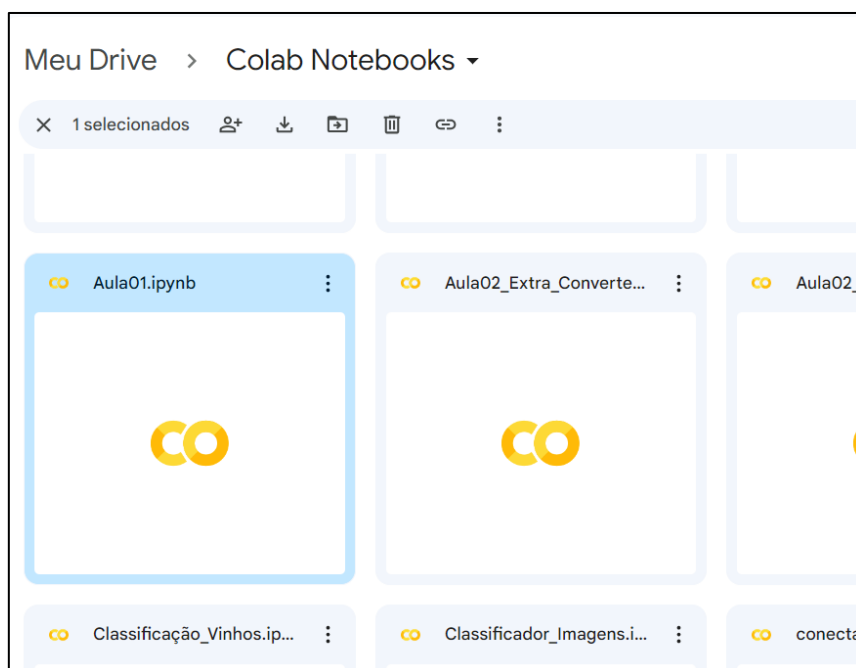 Meu Drive > Colab Notebooks
1 selecionados
Aula01.ipynb
Aula02_Extra_Converte...
Aula02_
Classificação_Vinhos.ip...
Classificador_Imagens.i...
conecta